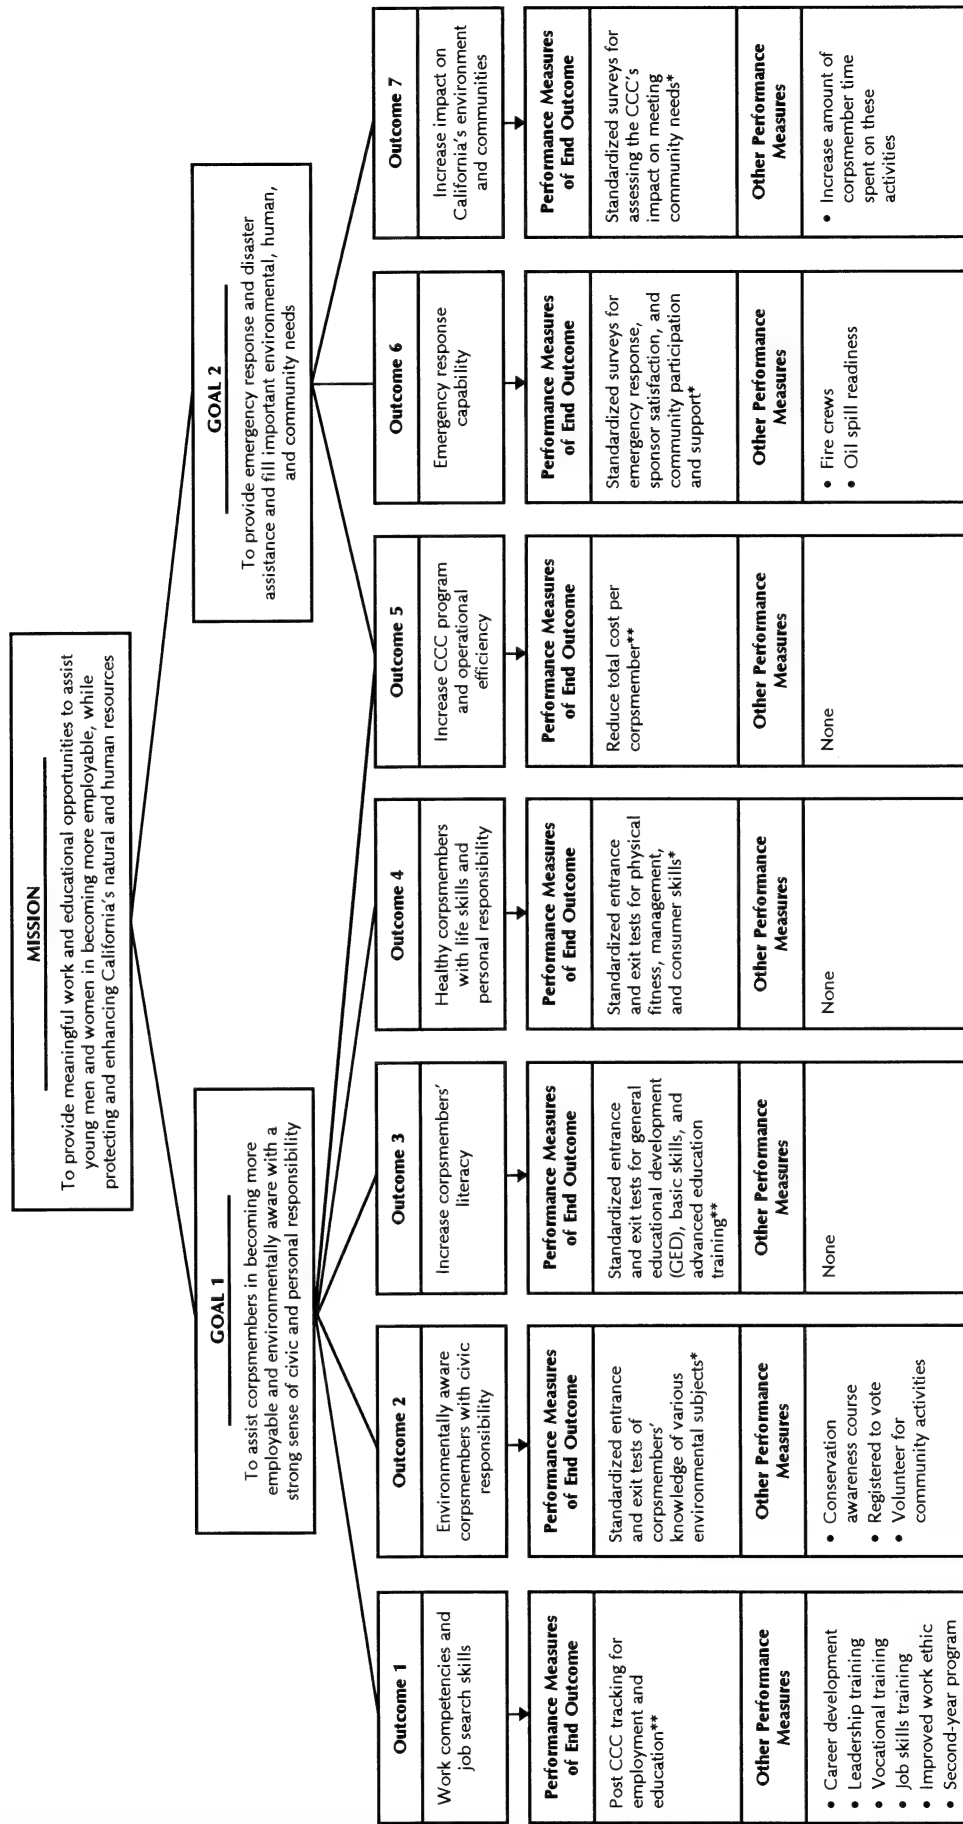 MISSION
To provide meaningful work and educational opportunities to assist
young men and women in becoming more employable, while
protecting and enhancing California's natural and human resources
GOAL 1
To assist corpsmembers in becoming more
employable and environmentally aware with a
strong sense of civic and personal responsibility
GOAL 2
To provide emergency response and disaster
assistance and fill important environmental, human,
and community needs
Outcome 1
Work competencies and
job search skills
Performance Measures
of End Outcome
Post CCC tracking for
employment and
education**
Other Performance
Measures
• Career development
• Leadership training
• Vocational training
• Job skills training
• Improved work ethic
• Second-year program
Outcome 2
Environmentally aware
corpsmembers with civic
responsibility
Performance Measures
of End Outcome
Standardized entrance
and exit tests of
corpsmembers'
knowledge of various
environmental subjects*
Other Performance
Measures
• Conservation
awareness course
• Registered to vote
• Volunteer for
community activities
Outcome 3
Increase corpsmembers'
literacy
Performance Measures
of End Outcome
Standardized entrance
and exit tests for general
educational development
(GED), basic skills, and
advanced education
training**
Other Performance
Measures
None
Outcome 4
Healthy corpsmembers
with life skills and
personal responsibility
Performance Measures
of End Outcome
Standardized entrance
and exit tests for physical
fitness, management,
and consumer skills*
Other Performance
Measures
None
Outcome 5
Increase CCC program
and operational
efficiency
Performance Measures
of End Outcome
Reduce total cost per
corpsmember**
Other Performance
Measures
None
Outcome 6
Emergency response
capability
Performance Measures
of End Outcome
Standardized surveys for
emergency response,
sponsor satisfaction, and
community participation
and support*
Other Performance
Measures
• Fire crews
• Oil spill readiness
Outcome 7
Increase impact on
California's environment
and communities
Performance Measures
of End Outcome
Standardized surveys for
assessing the CCC's
impact on meeting
community needs*
Other Performance
Measures
• Increase amount of
corpsmember time
spent on these
activities